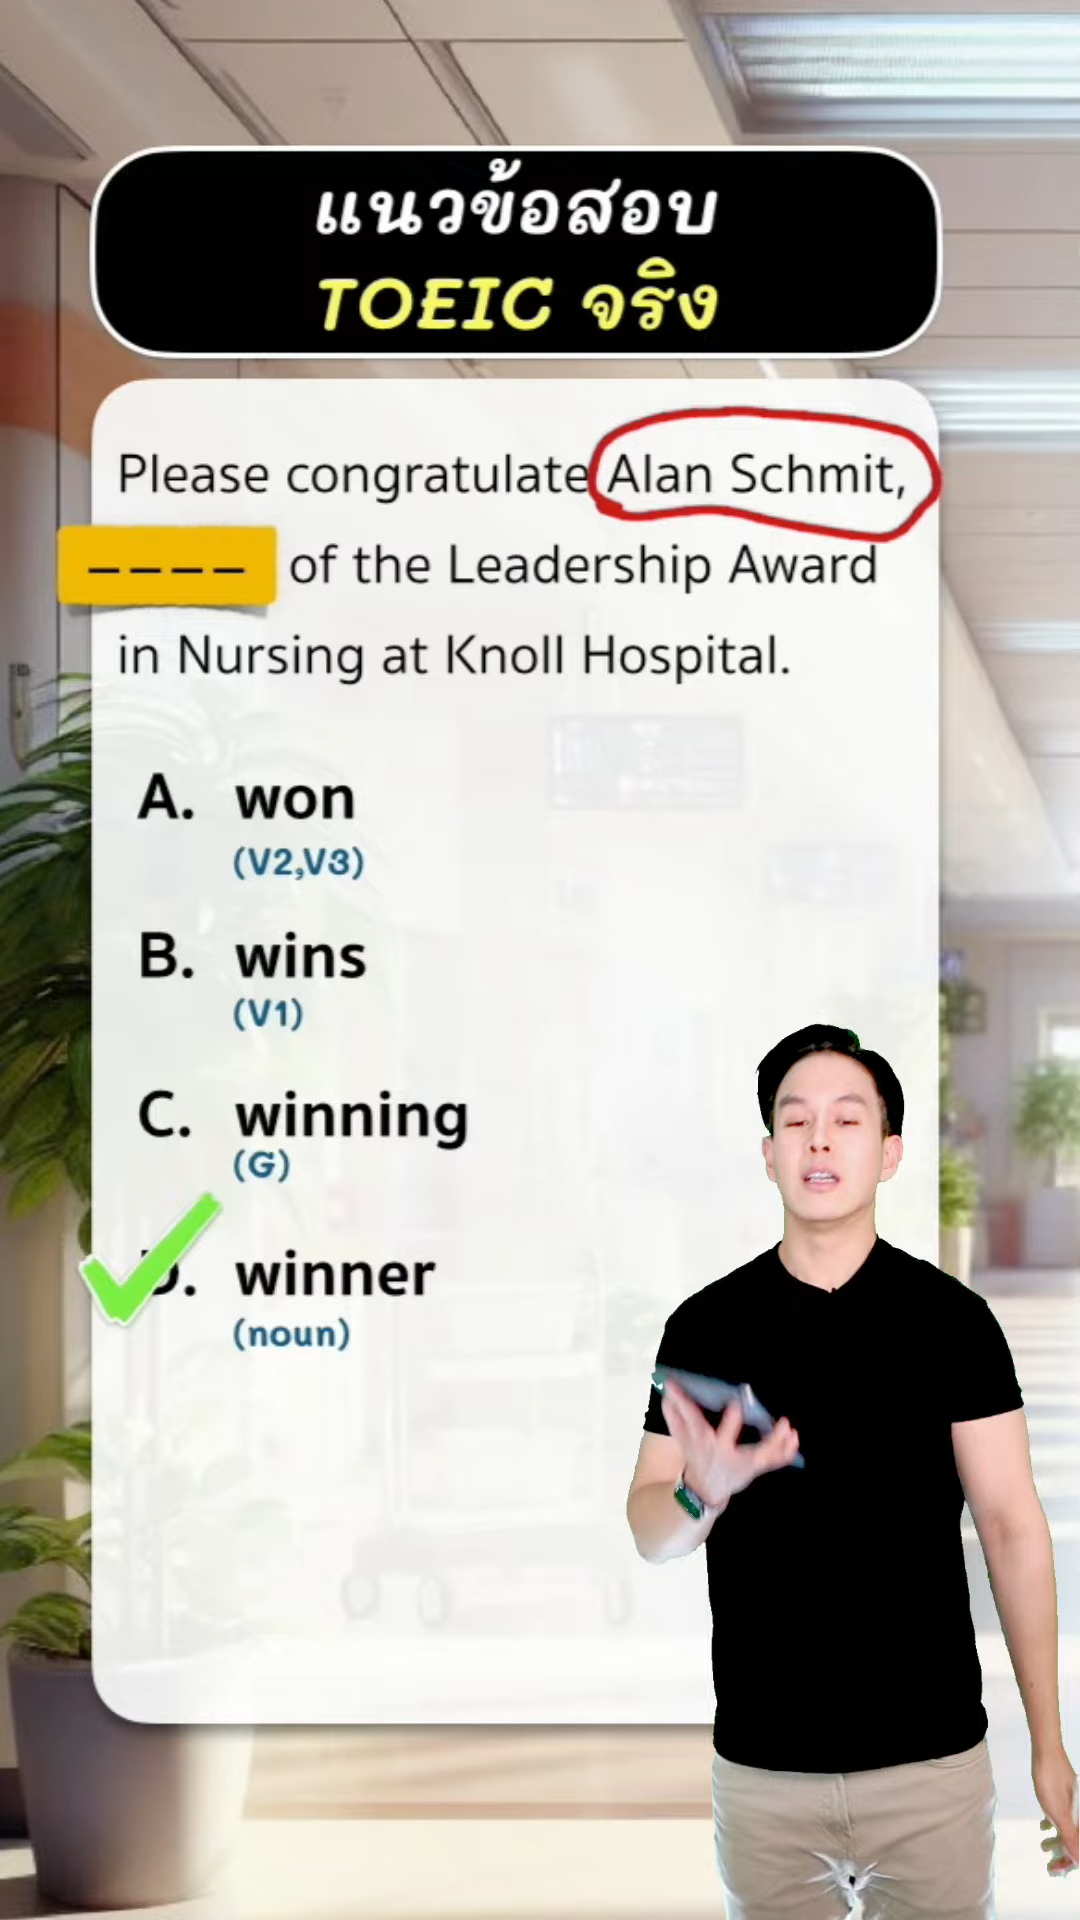 แนวข้อสอบ
TOEIC จริง
Please congratulate Alan Schmit,
---- of the Leadership Award
in Nursing at Knoll Hospital.
A. won
(V2,V3)
B. wins
(V1)
C. winning
(G)
D. winner
(noun)